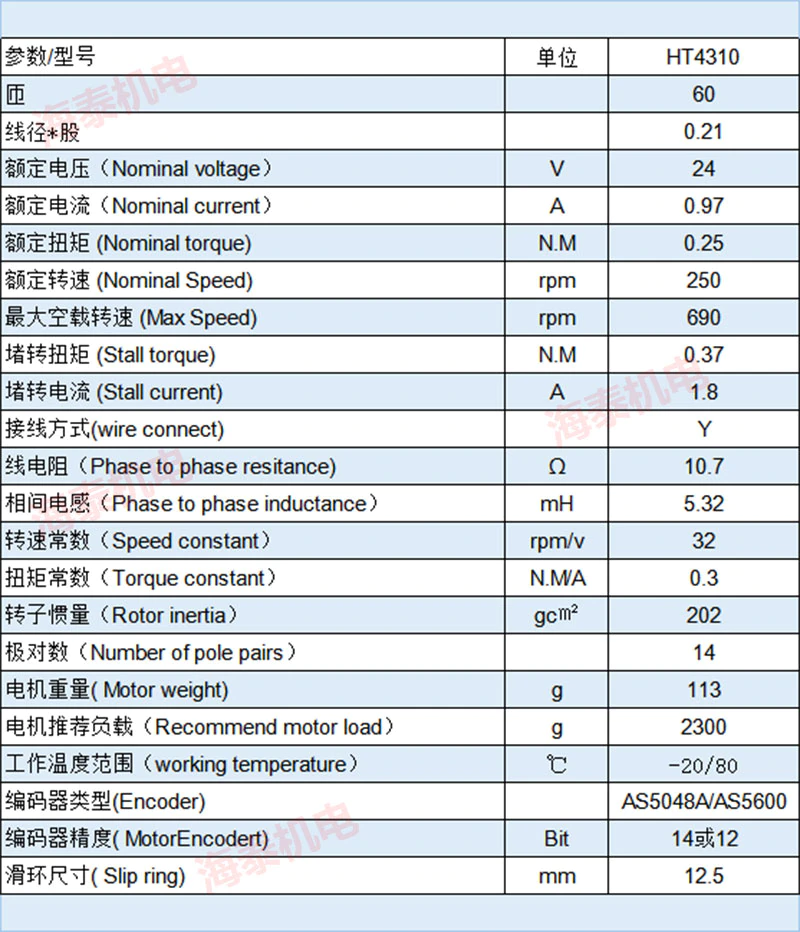 参数/型号 单位 HT4310
匝 60
线径*股 0.21
额定电压（Nominal voltage） V 24
额定电流（Nominal current） A 0.97
额定扭矩 (Nominal torque) N.M 0.25
额定转速 (Nominal Speed) rpm 250
最大空载转速 (Max Speed) rpm 690
堵转扭矩 (Stall torque) N.M 0.37
堵转电流 (Stall current) A 1.8
接线方式(wire connect) Y
线电阻（Phase to phase resitance) Ω 10.7
相间电感（Phase to phase inductance） mH 5.32
转速常数（Speed constant） rpm/v 32
扭矩常数（Torque constant） N.M/A 0.3
转子惯量（Rotor inertia） gcm² 202
极对数（Number of pole pairs） 14
电机重量( Motor weight) g 113
电机推荐负载（Recommend motor load） g 2300
工作温度范围（working temperature） ℃ -20/80
编码器类型(Encoder) AS5048A/AS5600
编码器精度( MotorEncodert) Bit 14或12
滑环尺寸( Slip ring) mm 12.5
海泰机电
海泰机电
海泰机电
海泰机电